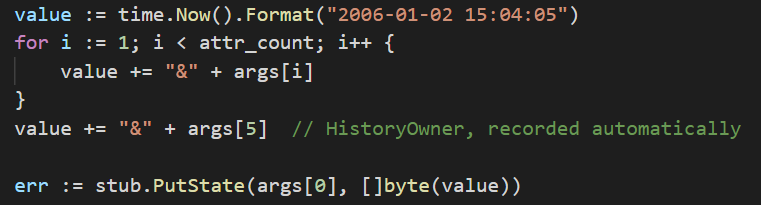 value := time.Now().Format("2006-01-02 15:04:05")
for i := 1; i < attr_count; i++ {
    value += "&" + args[i]
}
value += "&" + args[5]  // HistoryOwner, recorded automatically

err := stub.PutState(args[0], []byte(value))